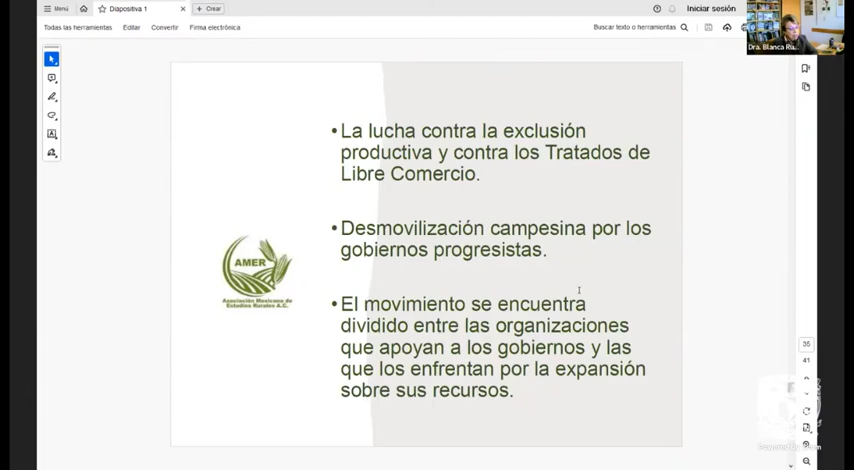 Menú
Diapositiva 1
+ Crear
Iniciar sesión
Todas las herramientas
Editar
Convertir
Firma electrónica
Buscar texto o herramientas
Dra. Blanca Ru...
• La lucha contra la exclusión
productiva y contra los Tratados de
Libre Comercio.
• Desmovilización campesina por los
gobiernos progresistas.
AMER
Asociación Mexicana de
Estudios Rurales A.C.
• El movimiento se encuentra
dividido entre las organizaciones
que apoyan a los gobiernos y las
que los enfrentan por la expansión
sobre sus recursos.
35
41